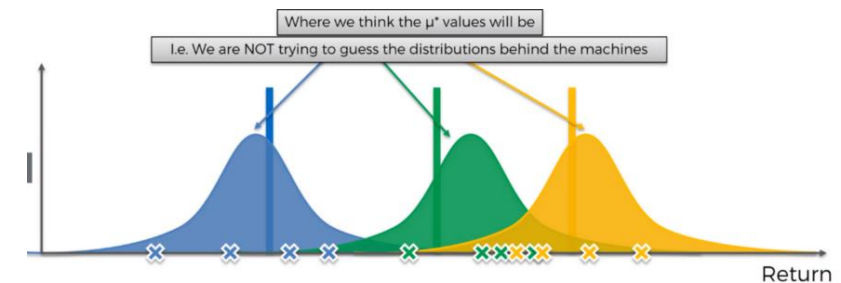 Where we think the μ* values will be
I.e. We are NOT trying to guess the distributions behind the machines
Return